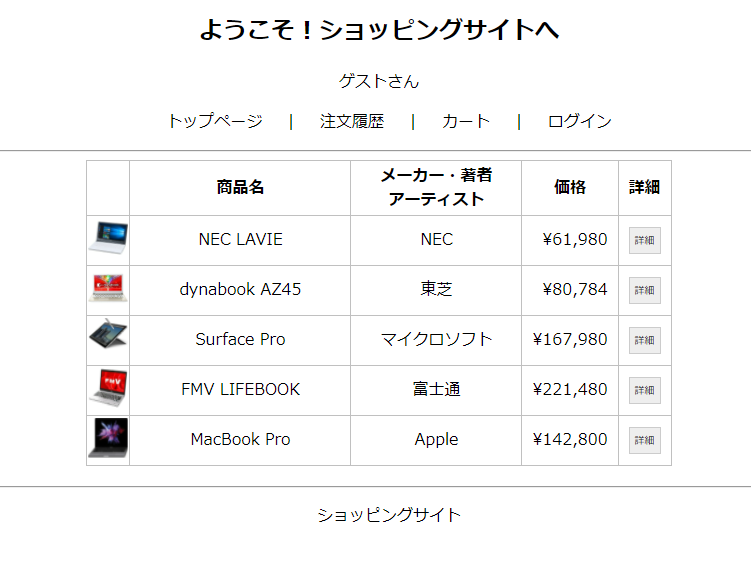 ようこそ！ショッピングサイトへ
ゲストさん
トップページ | 注文履歴 | カート | ログイン
商品名 メーカー・著者 アーティスト 価格 詳細
NEC LAVIE NEC ¥61,980 詳細
dynabook AZ45 東芝 ¥80,784 詳細
Surface Pro マイクロソフト ¥167,980 詳細
FMV
FMV LIFEBOOK 富士通 ¥221,480 詳細
MacBook Pro Apple ¥142,800 詳細
ショッピングサイト